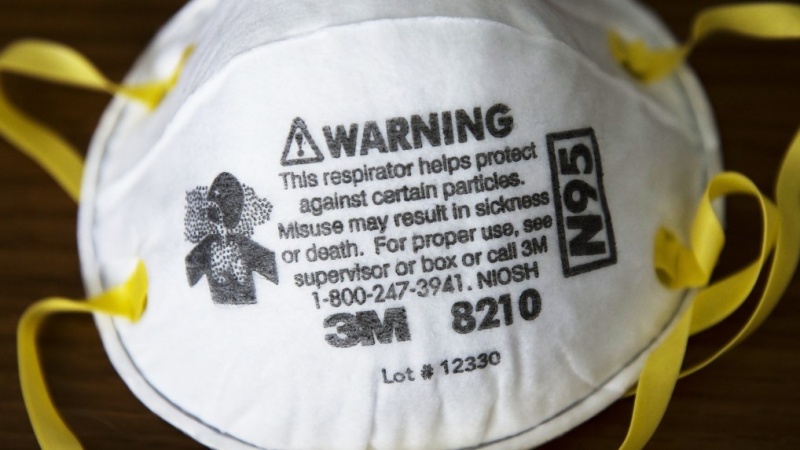 WARNING
This respirator helps protect
against certain particles.
Misuse may result in sickness
or death. For proper use, see
supervisor or box or call 3M
1-800-247-3941. NIOSH
3M 8210
Lot # 12330
N95